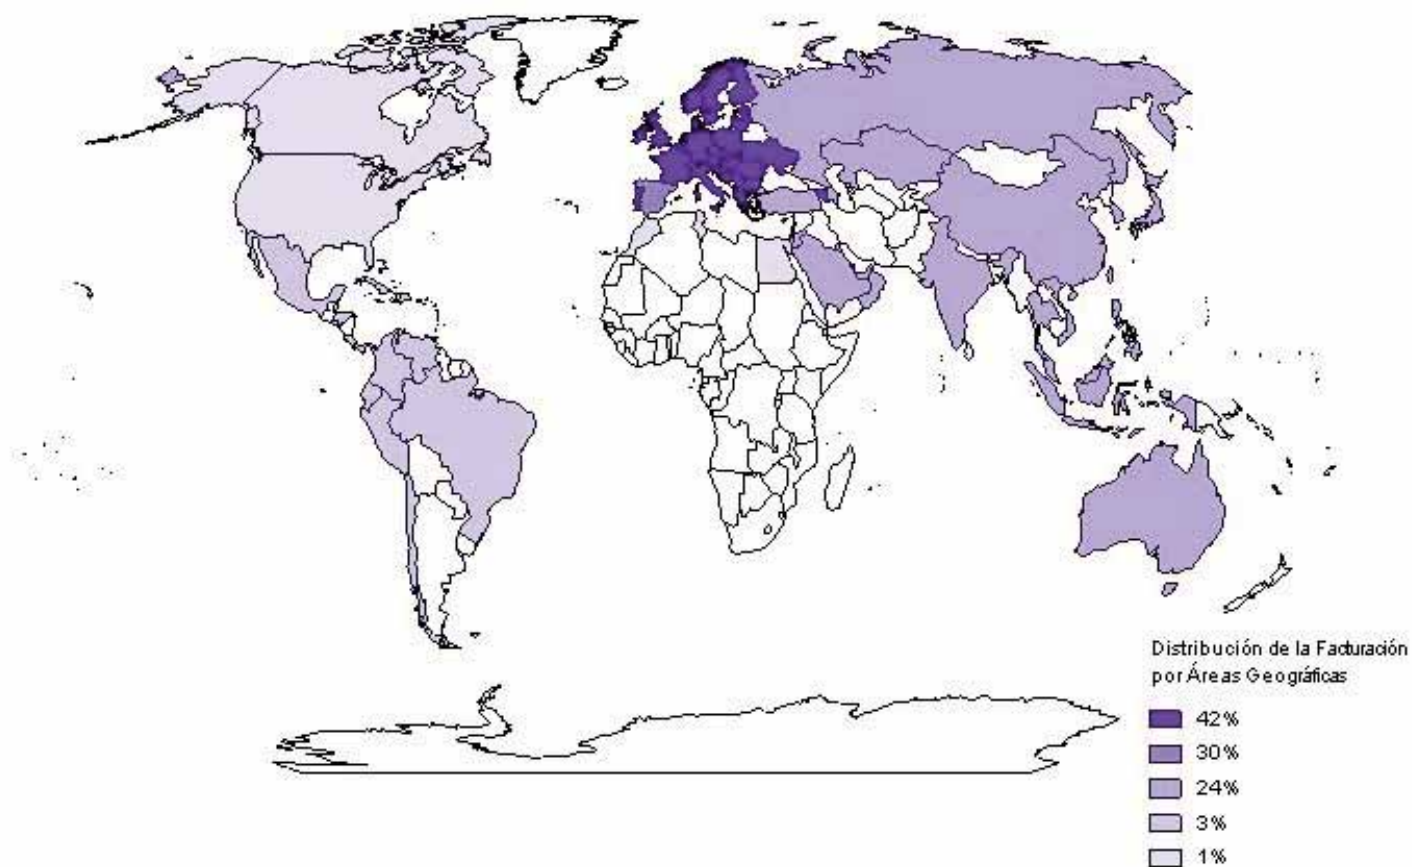 Distribución de la Facturación
por Áreas Geográficas
42%
30%
24%
3%
1%